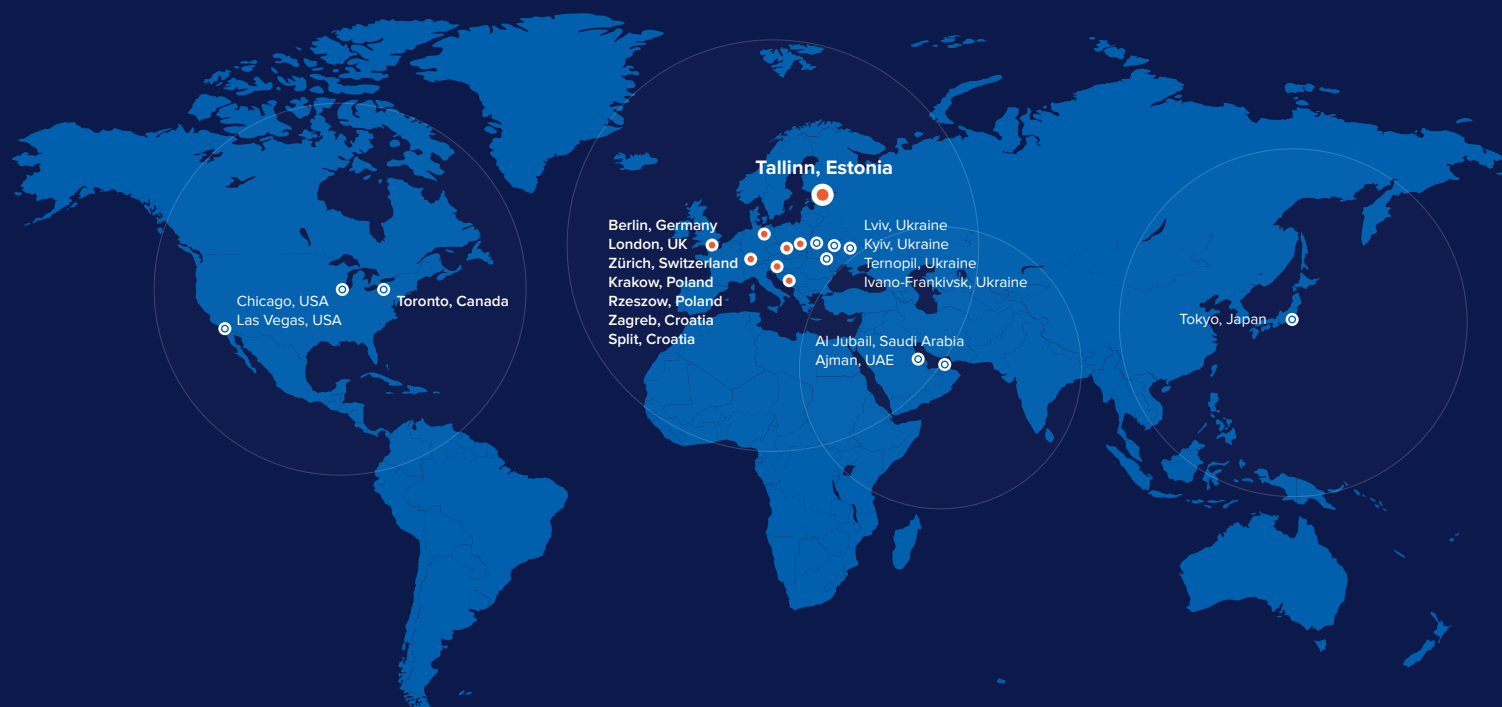 Tallinn, Estonia
Berlin, Germany
London, UK
Zürich, Switzerland
Krakow, Poland
Rzeszow, Poland
Zagreb, Croatia
Split, Croatia
Lviv, Ukraine
Kyiv, Ukraine
Ternopil, Ukraine
Ivano-Frankivsk, Ukraine
Chicago, USA
Las Vegas, USA
Toronto, Canada
Al Jubail, Saudi Arabia
Ajman, UAE
Tokyo, Japan